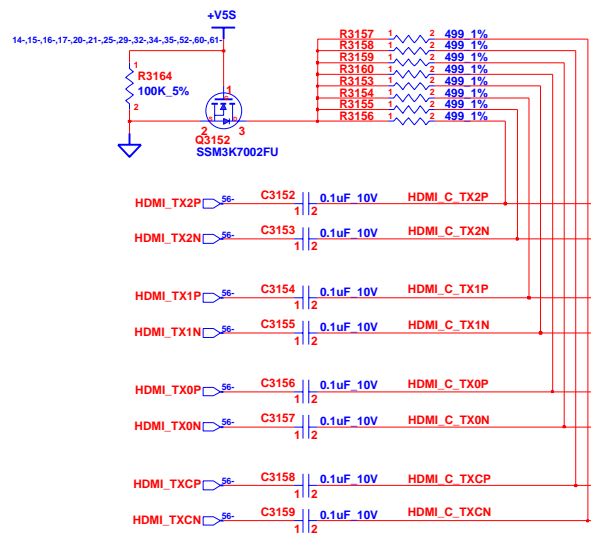 +V5S
14-,15-,16-,17-,20-,21-,25-,29-,32-,34-,35-,52-,60-,61-
R3157 1 2 499_1%
R3158 1 2 499_1%
R3159 1 2 499_1%
R3160 1 2 499_1%
R3153 1 2 499_1%
R3154 1 2 499_1%
R3155 1 2 499_1%
R3156 1 2 499_1%
1
R3164
100K_5%
2
1
G
S
D
2 3
Q3152
SSM3K7002FU
HDMI_TX2P 56- C3152 0.1uF_10V HDMI_C_TX2P
1 2
HDMI_TX2N 56- C3153 0.1uF_10V HDMI_C_TX2N
1 2
HDMI_TX1P 56- C3154 0.1uF_10V HDMI_C_TX1P
1 2
HDMI_TX1N 56- C3155 0.1uF_10V HDMI_C_TX1N
1 2
HDMI_TX0P 56- C3156 0.1uF_10V HDMI_C_TX0P
1 2
HDMI_TX0N 56- C3157 0.1uF_10V HDMI_C_TX0N
1 2
HDMI_TXCP 56- C3158 0.1uF_10V HDMI_C_TXCP
1 2
HDMI_TXCN 56- C3159 0.1uF_10V HDMI_C_TXCN
1 2